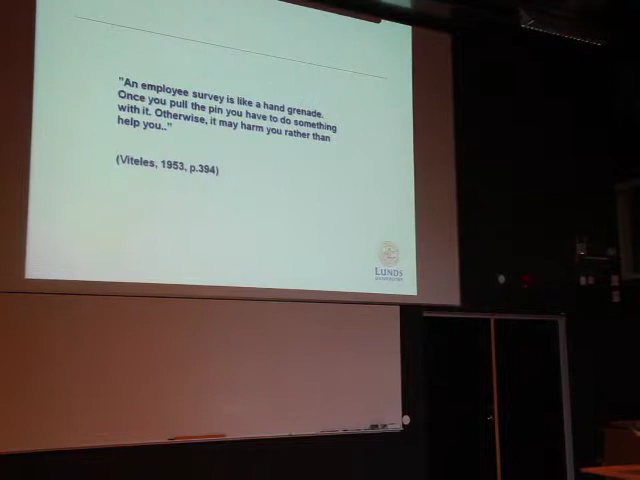 "An employee survey is like a hand grenade.
Once you pull the pin you have to do something
with it. Otherwise, it may harm you rather than
help you.."
(Viteles, 1953, p.394)
LUNDS
UNIVERSITET